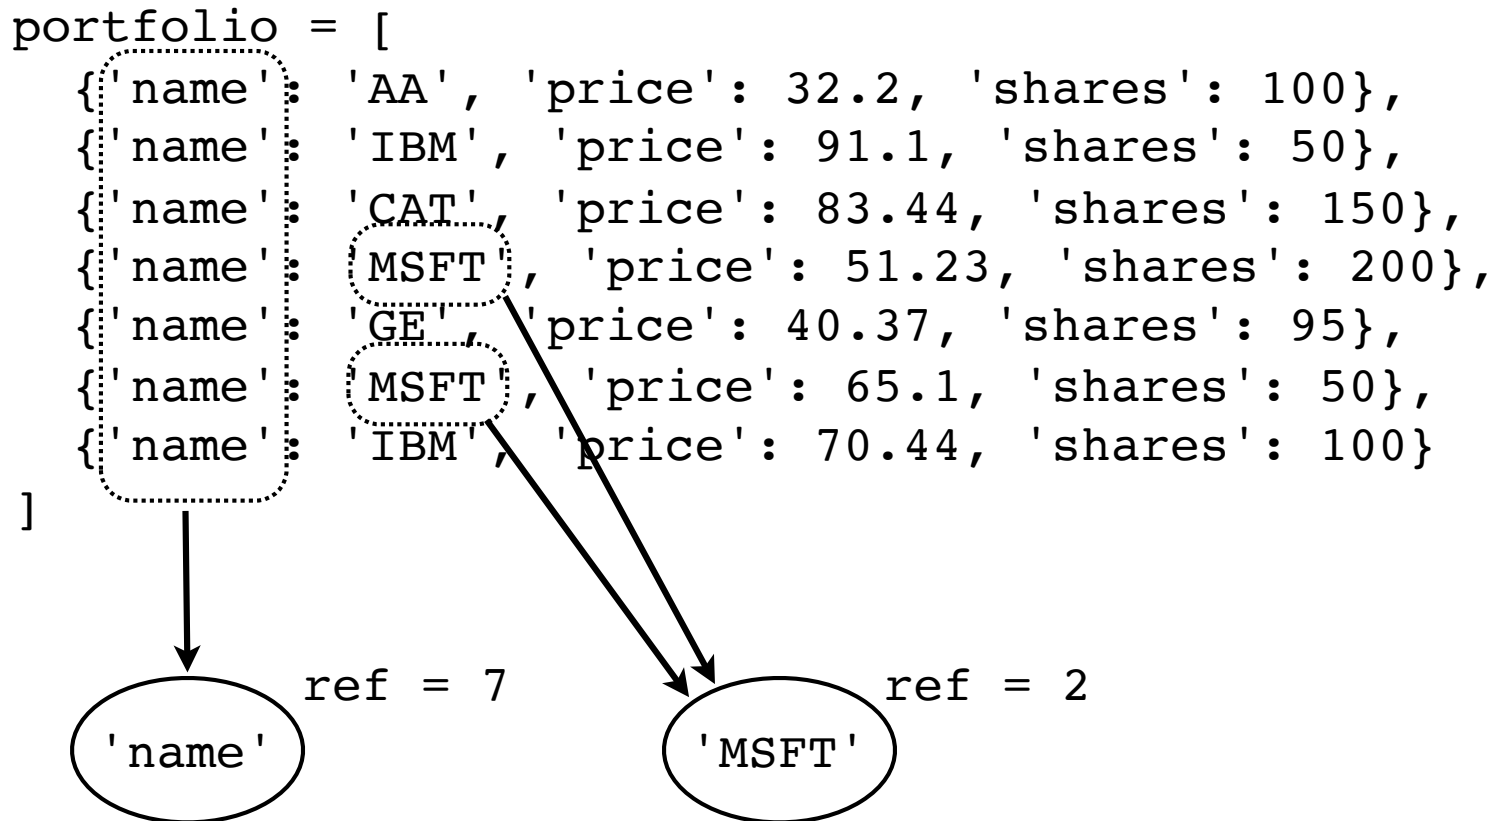 portfolio = [
{'name': 'AA', 'price': 32.2, 'shares': 100},
{'name': 'IBM', 'price': 91.1, 'shares': 50},
{'name': 'CAT', 'price': 83.44, 'shares': 150},
{'name': 'MSFT', 'price': 51.23, 'shares': 200},
{'name': 'GE', 'price': 40.37, 'shares': 95},
{'name': 'MSFT', 'price': 65.1, 'shares': 50},
{'name': 'IBM', 'price': 70.44, 'shares': 100}
]
ref = 7
ref = 2
'name'
'MSFT'